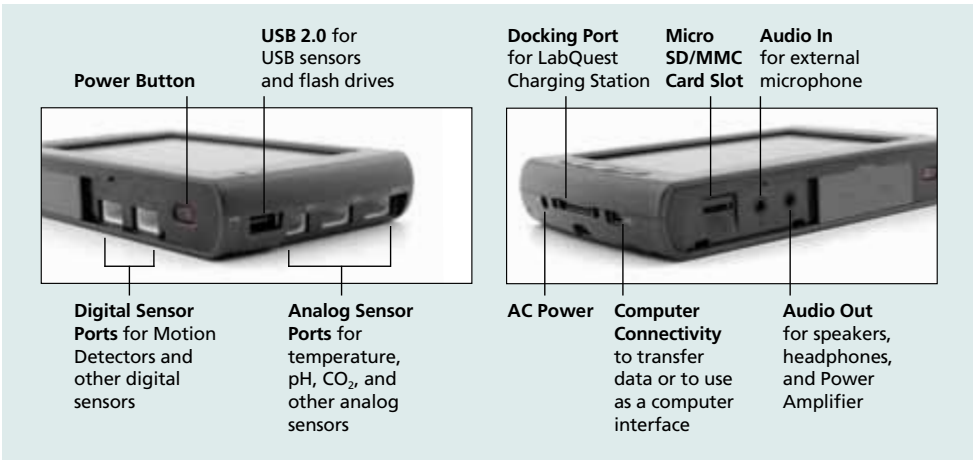 Power Button
USB 2.0 for
USB sensors
and flash drives
Docking Port
for LabQuest
Charging Station
Micro
SD/MMC
Card Slot
Audio In
for external
microphone
Digital Sensor
Ports for Motion
Detectors and
other digital
sensors
Analog Sensor
Ports for
temperature,
pH, CO₂, and
other analog
sensors
AC Power
Computer
Connectivity
to transfer
data or to use
as a computer
interface
Audio Out
for speakers,
headphones,
and Power
Amplifier